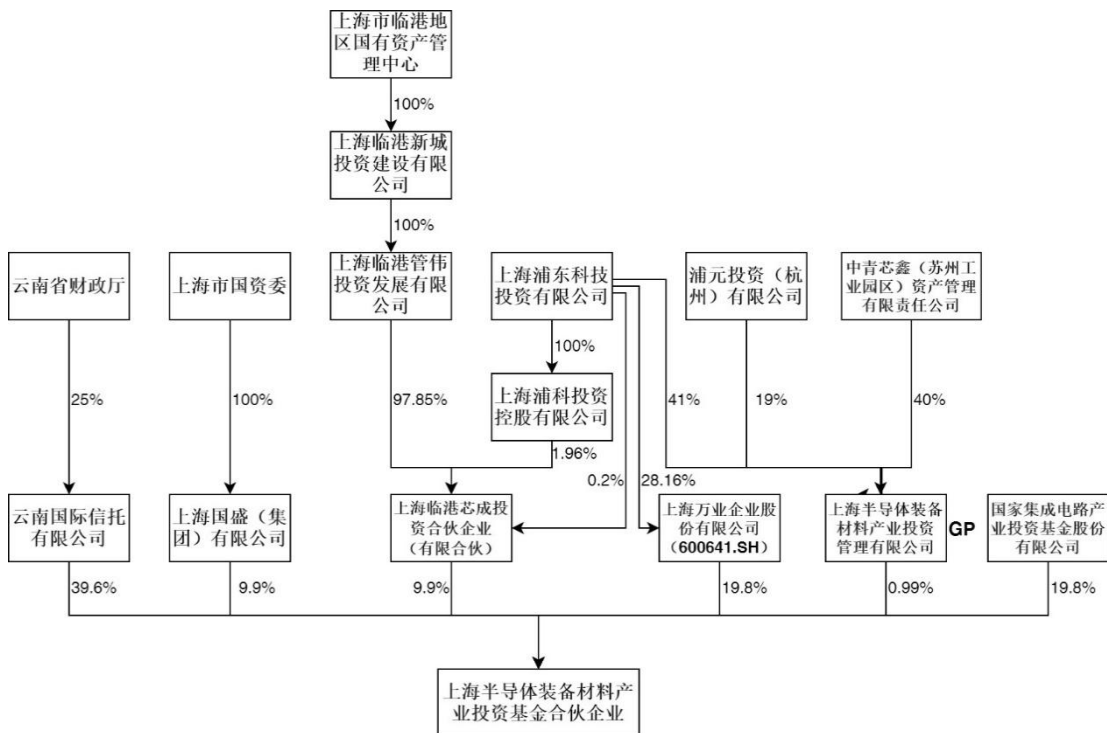 上海市临港地
区国有资产管
理中心
100%
上海临港新城
投资建设有限
公司
100%
云南省财政厅
上海市国资委
上海临港管伟
投资发展有限
公司
上海浦东科技
投资有限公司
浦元投资（杭
州）有限公司
中青芯鑫（苏州工
业园区）资产管理
有限责任公司
100%
25%
100%
97.85%
上海浦科投资
控股有限公司
41%
19%
40%
1.96%
0.2%
28.16%
云南国际信托
有限公司
上海国盛（集
团）有限公司
上海临港芯成投
资合伙企业
（有限合伙）
上海万业企业股
份有限公司
（600641.SH）
上海半导体装备
材料产业投资
管理有限公司
GP
国家集成电路产
业投资基金股份
有限公司
39.6%
9.9%
9.9%
19.8%
0.99%
19.8%
上海半导体装备材料产
业投资基金合伙企业